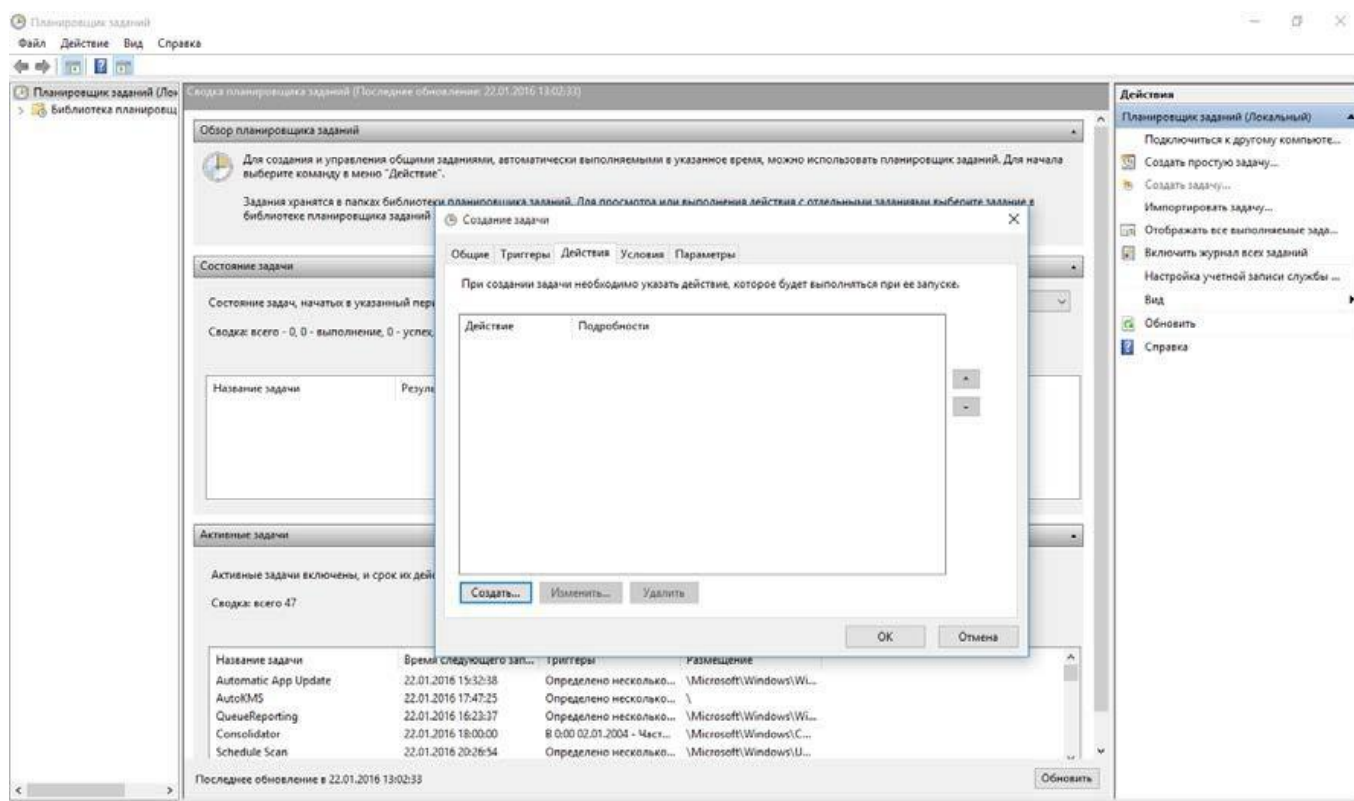 Планировщик заданий
Файл Действие Вид Справка
Планировщик заданий (Лок
Библиотека планировщ
Сводка планировщика заданий (Последнее обновление: 22.01.2016 13:02:33)
Обзор планировщика заданий
Для создания и управления общими заданиями, автоматически выполняемыми в указанное время, можно использовать планировщик заданий. Для начала
выберите команду в меню "Действие".
Задания хранятся в папках библиотеки планировщика заданий. Для просмотра или выполнения действия с отдельными заданиями выберите задание в
библиотеке планировщика заданий
Состояние задачи
Состояние задач, начатых в указанный пери
Сводка: всего - 0, 0 - выполнение, 0 - успех,
Название задачи Резуль
Активные задачи
Активные задачи включены, и срок их дейс
Сводка: всего 47
Название задачи Время следующего зап... Триггеры Размещение
Automatic App Update 22.01.2016 15:32:38 Определено несколько... \Microsoft\Windows\Wi...
AutoKMS 22.01.2016 17:47:25 Определено несколько... \
QueueReporting 22.01.2016 16:23:37 Определено несколько... \Microsoft\Windows\Wi...
Consolidator 22.01.2016 18:00:00 В 0:00 02.01.2004 - Част... \Microsoft\Windows\C...
Schedule Scan 22.01.2016 20:26:54 Определено несколько... \Microsoft\Windows\U...
Последнее обновление в 22.01.2016 13:02:33 Обновить
Создание задачи
Общие Триггеры Действия Условия Параметры
При создании задачи необходимо указать действие, которое будет выполняться при ее запуске.
Действие Подробности
Создать... Изменить... Удалить
OK Отмена
Действия
Планировщик заданий (Локальный)
Подключиться к другому компьюте...
Создать простую задачу...
Создать задачу...
Импортировать задачу...
Отображать все выполняемые зада...
Включить журнал всех заданий
Настройка учетной записи службы ...
Вид
Обновить
Справка